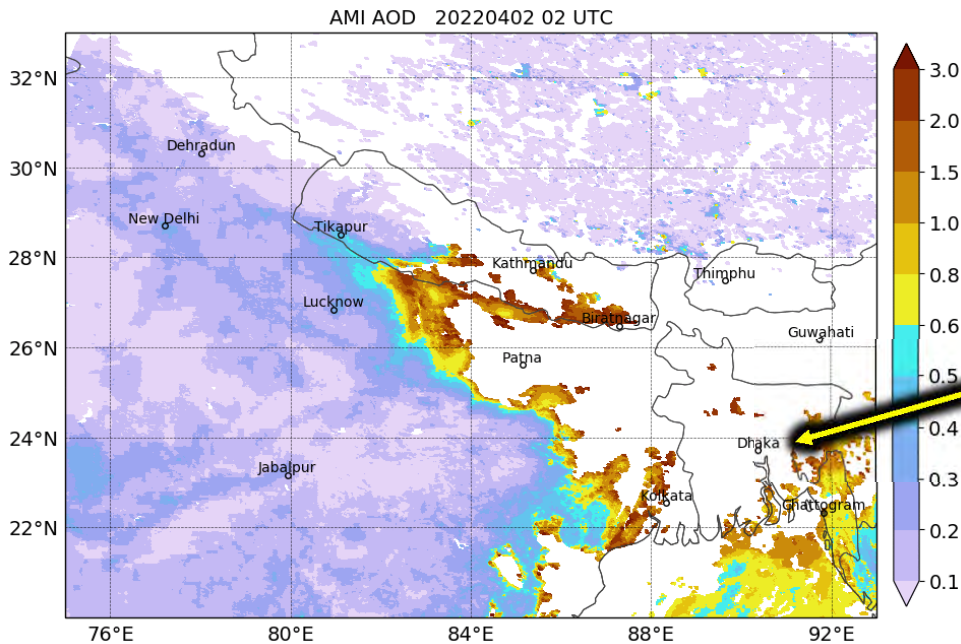 AMI AOD   20220402 02 UTC
32°N
30°N
28°N
26°N
24°N
22°N
76°E
80°E
84°E
88°E
92°E
Dehradun
New Delhi
Tikapur
Kathmandu
Thimphu
Lucknow
Biratnagar
Guwahati
Patna
Dhaka
Jabalpur
Kolkata
Chattogram
3.0
2.0
1.5
1.0
0.8
0.6
0.5
0.4
0.3
0.2
0.1